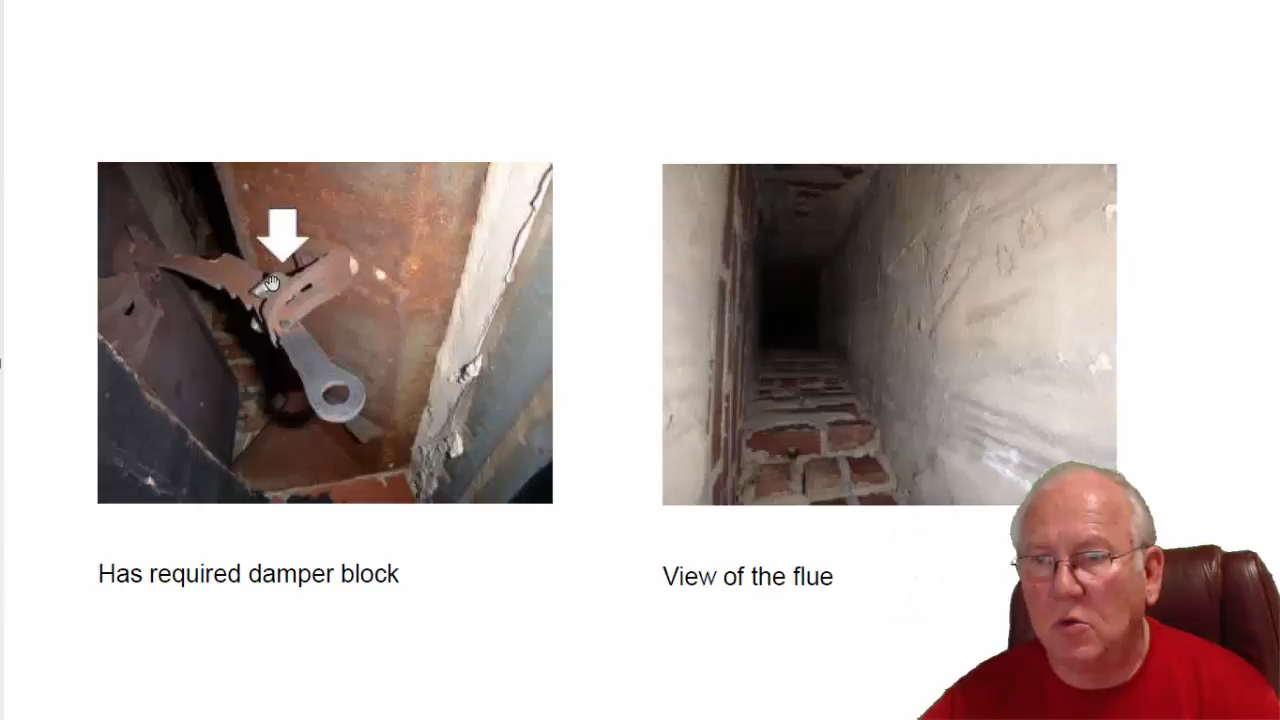 Has required damper block
View of the flue